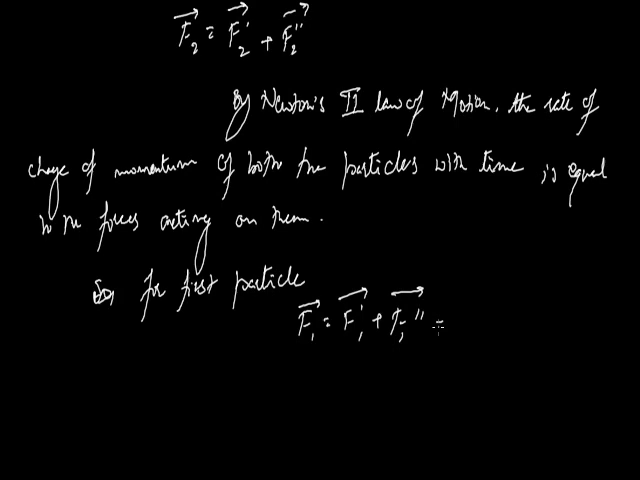 F₂⃗ = F₂'⃗ + F₂''⃗
By Newton's II law of Motion, the rate of
change of momentum of both the particles with time is equal
to the forces acting on them.
So, for first particle
F₁⃗ = F₁'⃗ + F₁''⃗ =